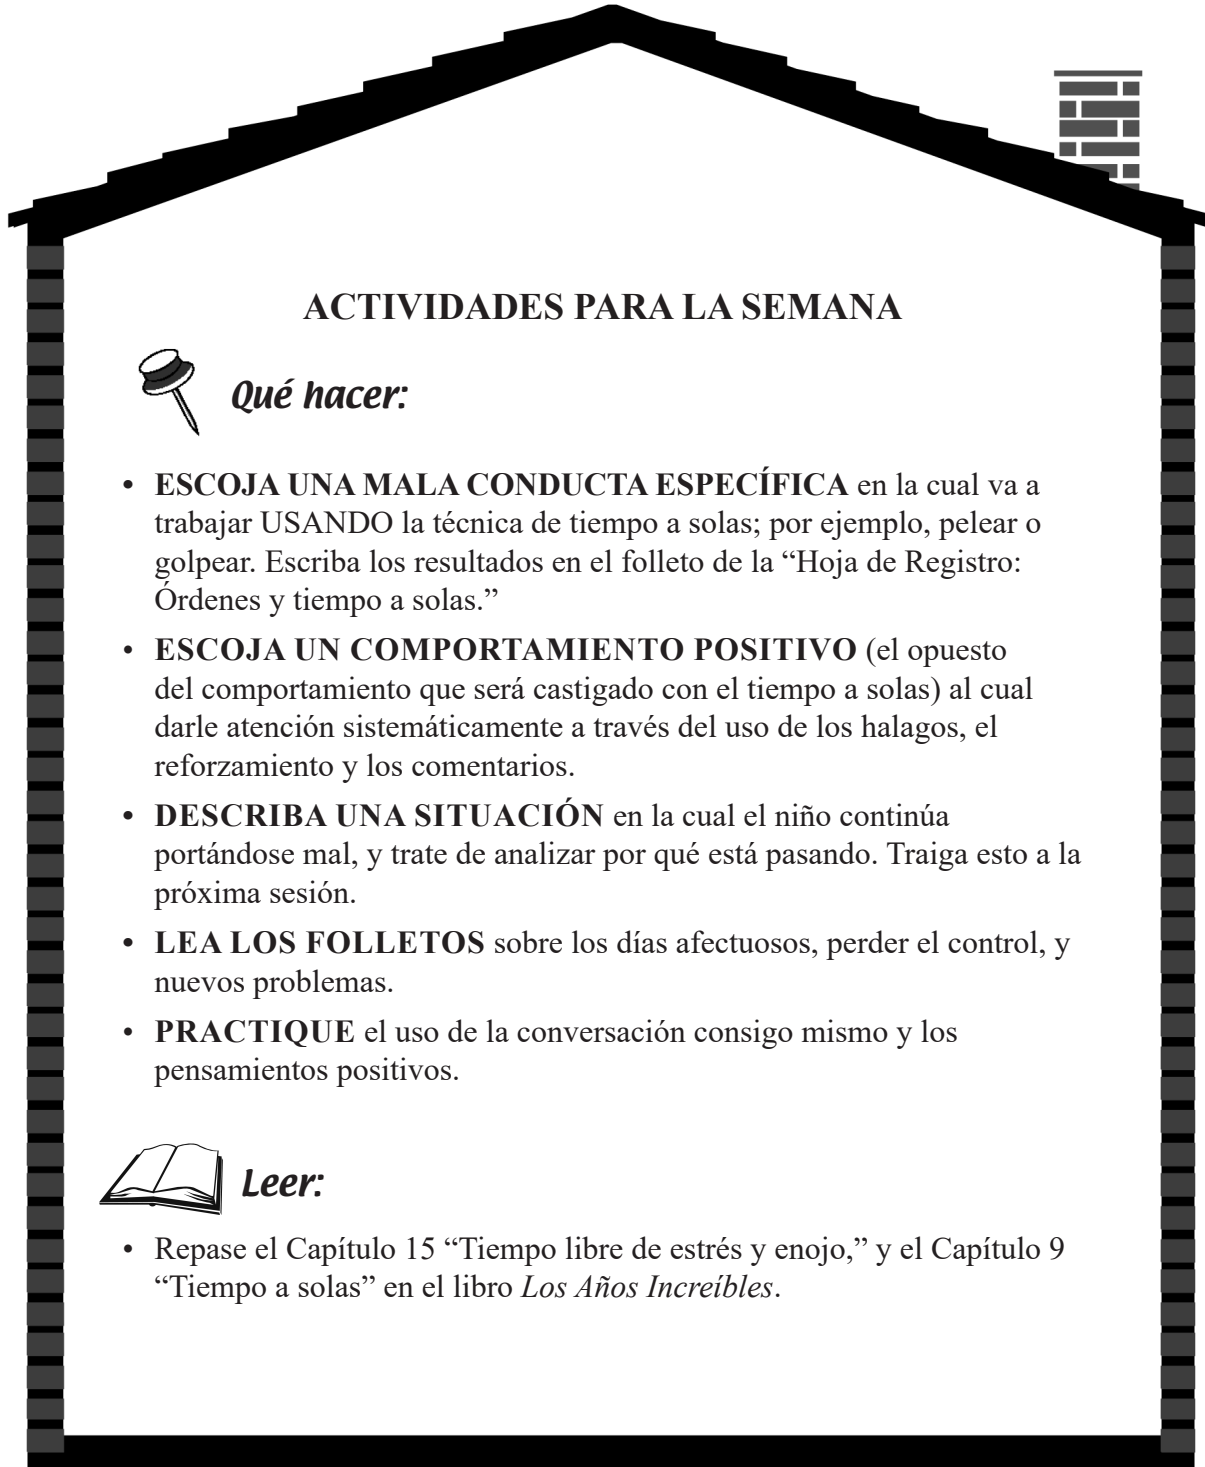 ACTIVIDADES PARA LA SEMANA
Qué hacer:
• ESCOJA UNA MALA CONDUCTA ESPECÍFICA en la cual va a
trabajar USANDO la técnica de tiempo a solas; por ejemplo, pelear o
golpear. Escriba los resultados en el folleto de la “Hoja de Registro:
Órdenes y tiempo a solas.”
• ESCOJA UN COMPORTAMIENTO POSITIVO (el opuesto
del comportamiento que será castigado con el tiempo a solas) al cual
darle atención sistemáticamente a través del uso de los halagos, el
reforzamiento y los comentarios.
• DESCRIBA UNA SITUACIÓN en la cual el niño continúa
portándose mal, y trate de analizar por qué está pasando. Traiga esto a la
próxima sesión.
• LEA LOS FOLLETOS sobre los días afectuosos, perder el control, y
nuevos problemas.
• PRACTIQUE el uso de la conversación consigo mismo y los
pensamientos positivos.
Leer:
• Repase el Capítulo 15 “Tiempo libre de estrés y enojo,” y el Capítulo 9
“Tiempo a solas” en el libro Los Años Increíbles.